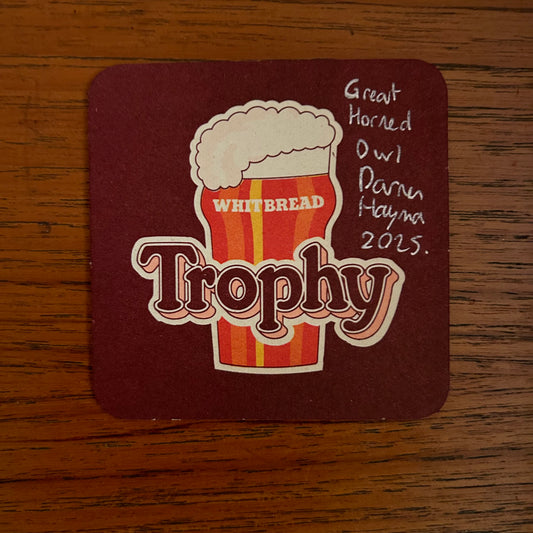 Great
Horned
Owl
Darren
Hayman
2025.
WHITBREAD
Trophy